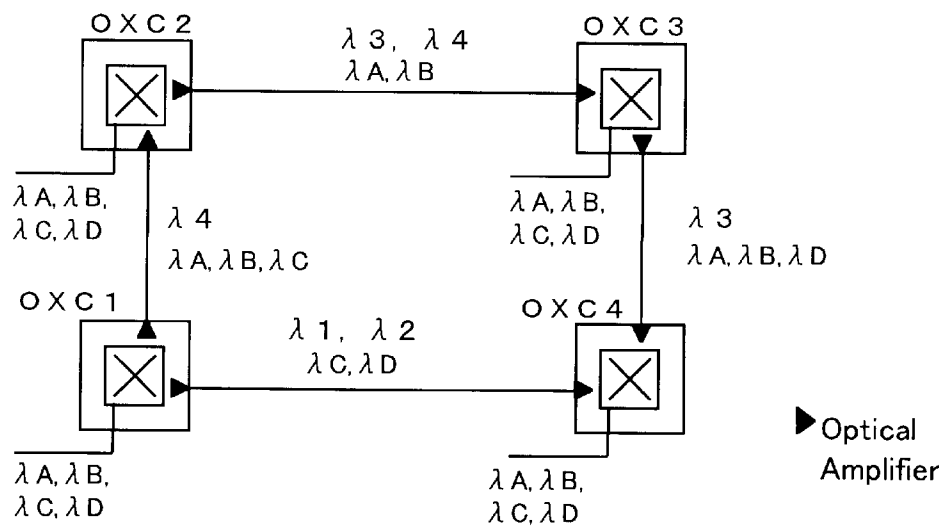 OXC2
OXC3
λ3, λ4
λA, λB
λA, λB,
λC, λD
λA, λB,
λC, λD
λ4
λA, λB, λC
λ3
λA, λB, λD
OXC1
OXC4
λ1, λ2
λC, λD
λA, λB,
λC, λD
λA, λB,
λC, λD
Optical
Amplifier